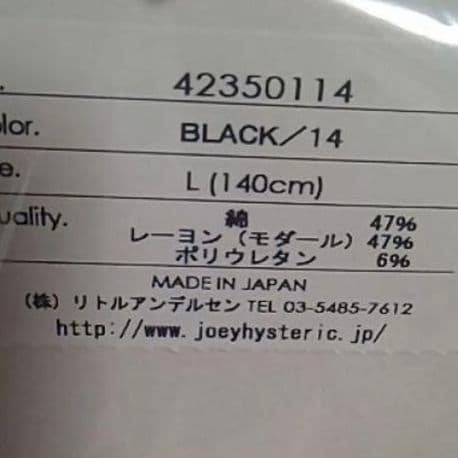 . 42350114
olor. BLACK/14
e. L (140cm)
uality. 綿 47%
レーヨン (モダール) 47%
ポリウレタン 6%
MADE IN JAPAN
(株) リトルアンデルセン TEL 03-5485-7612
http://www.joeyhysteric.jp/